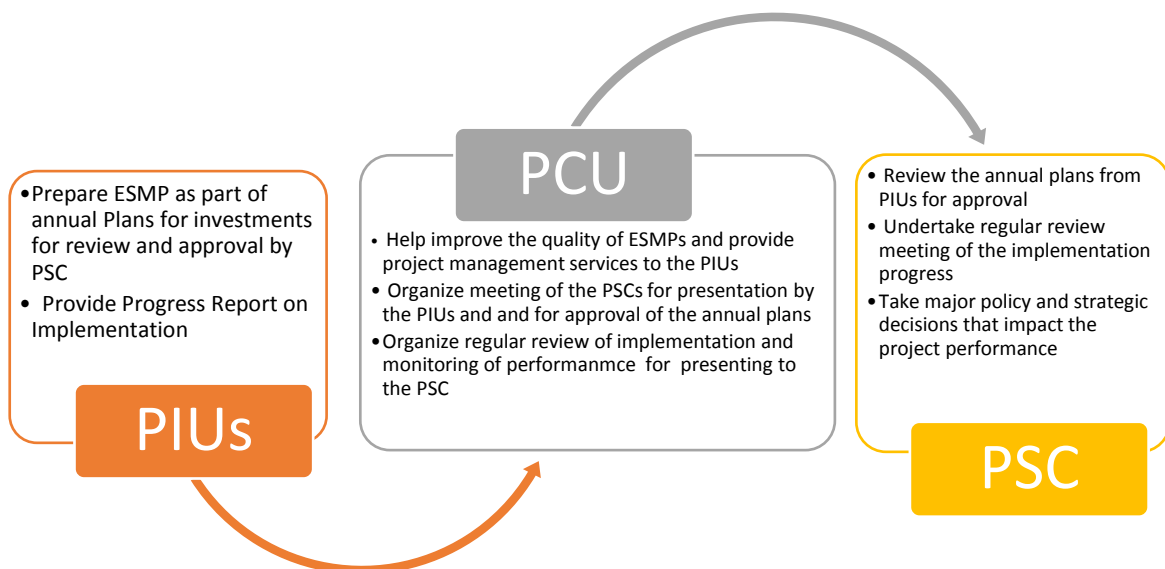 •Prepare ESMP as part of
annual Plans for investments
for review and approval by
PSC
• Provide Progress Report on
Implementation
PIUs
PCU
• Help improve the quality of ESMPs and provide
project management services to the PIUs
• Organize meeting of the PSCs for presentation by
the PIUs and and for approval of the annual plans
•Organize regular review of implementation and
monitoring of performanmce for presenting to
the PSC
• Review the annual plans from
PIUs for approval
• Undertake regular review
meeting of the implementation
progress
•Take major policy and strategic
decisions that impact the
project performance
PSC